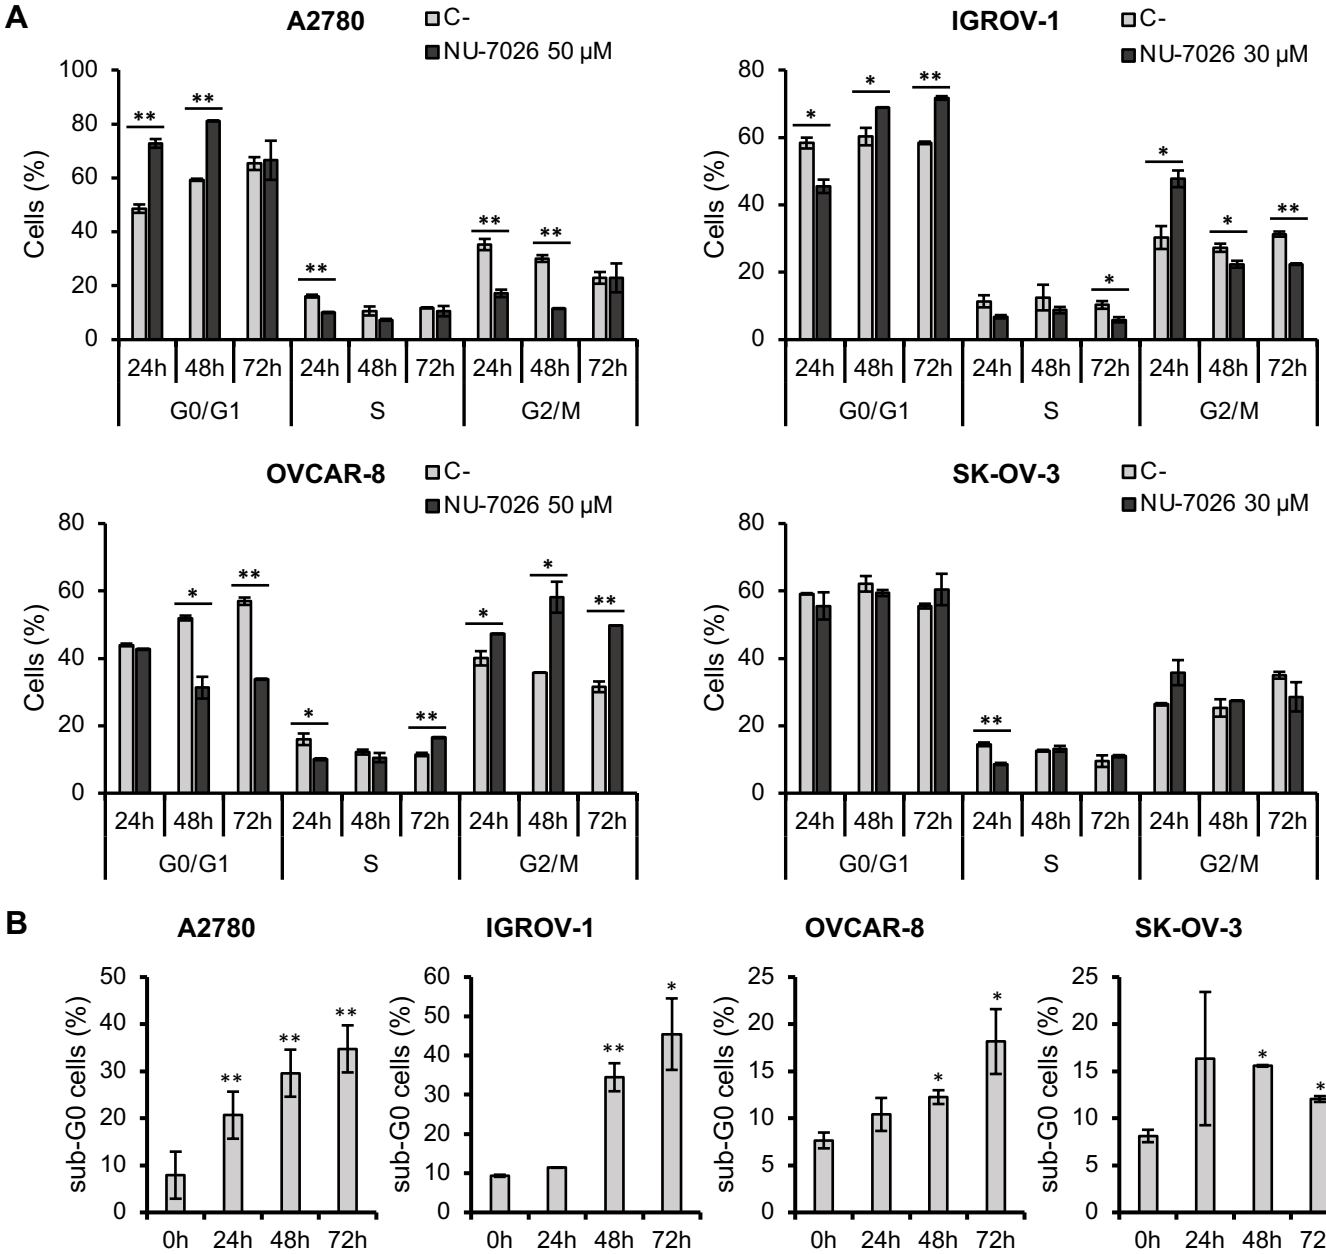 A
A2780
C-
NU-7026 50 µM
Cells (%)
100
80
60
40
20
0
** **
**
** **
24h 48h 72h 24h 48h 72h 24h 48h 72h
G0/G1 S G2/M
IGROV-1
C-
NU-7026 30 µM
Cells (%)
80
60
40
20
0
* * **
*
* * **
24h 48h 72h 24h 48h 72h 24h 48h 72h
G0/G1 S G2/M
OVCAR-8
C-
NU-7026 50 µM
Cells (%)
80
60
40
20
0
* **
* **
* * **
24h 48h 72h 24h 48h 72h 24h 48h 72h
G0/G1 S G2/M
SK-OV-3
C-
NU-7026 30 µM
Cells (%)
80
60
40
20
0
**
24h 48h 72h 24h 48h 72h 24h 48h 72h
G0/G1 S G2/M
B
A2780
sub-G0 cells (%)
50
40
30
20
10
0
** ** **
0h 24h 48h 72h
IGROV-1
sub-G0 cells (%)
60
50
40
30
20
10
0
** *
0h 24h 48h 72h
OVCAR-8
sub-G0 cells (%)
25
20
15
10
5
0
* *
0h 24h 48h 72h
SK-OV-3
sub-G0 cells (%)
25
20
15
10
5
0
* *
0h 24h 48h 72